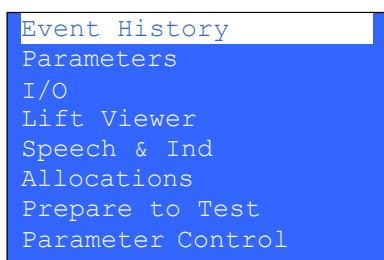 Event History
Parameters
I/O
Lift Viewer
Speech & Ind
Allocations
Prepare to Test
Parameter Control